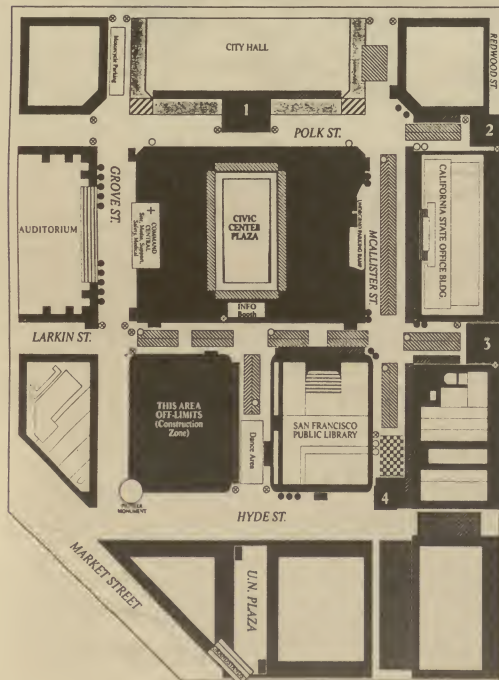 CITY HALL
REDWOOD ST.
Motorcycle Parking
1
POLK ST.
2
GROVE ST.
AUDITORIUM
+
COMMAND
CENTRAL
CIVIC
CENTER
PLAZA
MCALLISTER ST.
CALIFORNIA STATE OFFICE BLDG.
INFO
Booth
LARKIN ST.
3
THIS AREA
OFF-LIMITS
(Construction
Zone)
Dance Area
SAN FRANCISCO
PUBLIC LIBRARY
4
MONUMENT
HYDE ST.
MARKET STREET
U.N. PLAZA